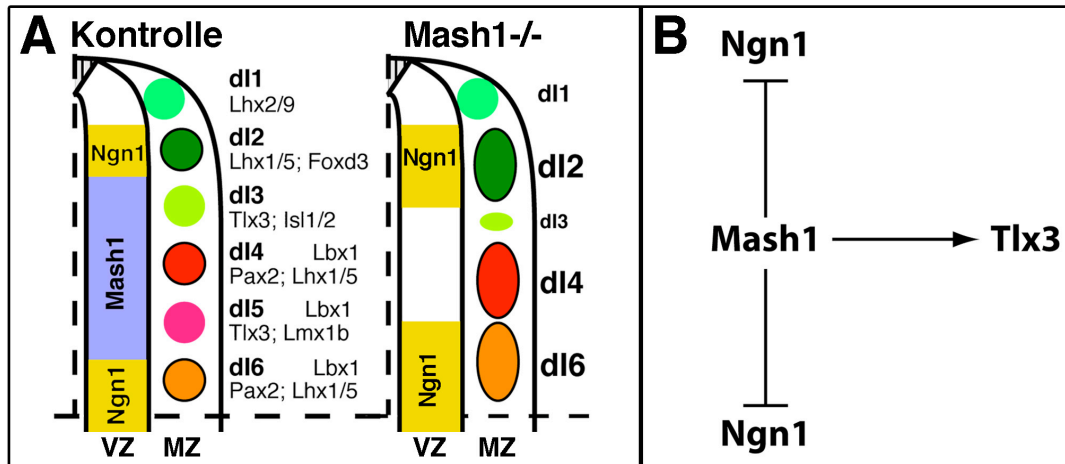 A
Kontrolle
dI1
Lhx2/9
dI2
Lhx1/5; Foxd3
dI3
Tlx3; Isl1/2
dI4 Lbx1
Pax2; Lhx1/5
dI5 Lbx1
Tlx3; Lmx1b
dI6 Lbx1
Pax2; Lhx1/5
Ngn1
Mash1
Ngn1
VZ MZ
Mash1-/-
dI1
dI2
dI3
dI4
dI6
Ngn1
Ngn1
VZ MZ
B
Ngn1
Mash1 Tlx3
Ngn1